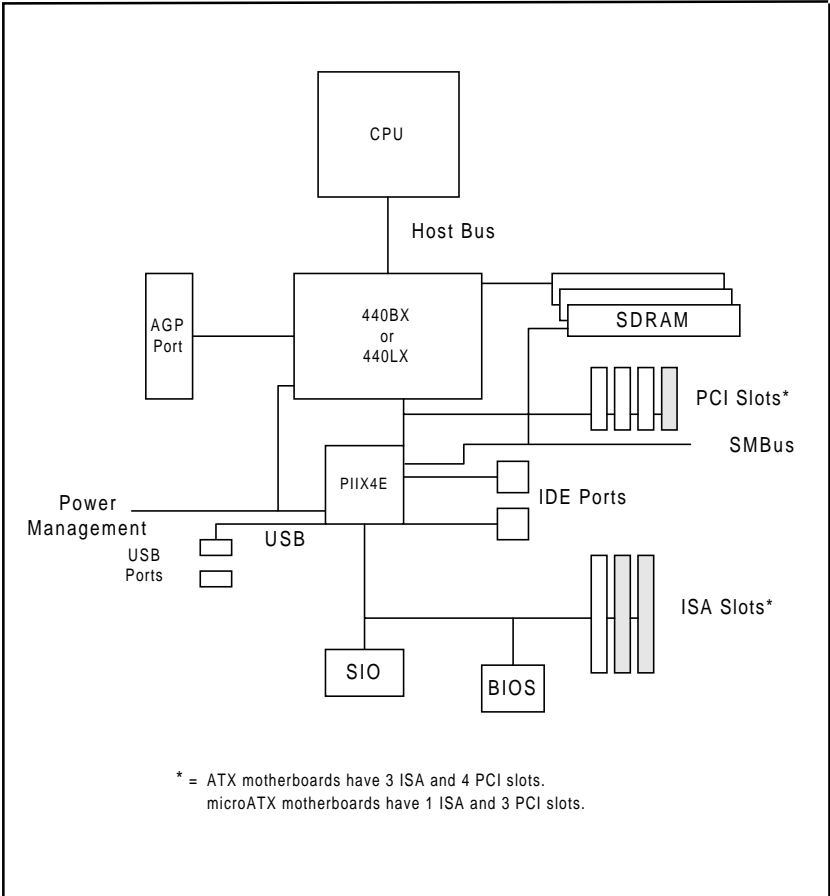 CPU
Host Bus
AGP
Port
440BX
or
440LX
SDRAM
PCI Slots*
SMBus
PIIX4E
IDE Ports
Power
Management
USB
USB
Ports
ISA Slots*
SIO
BIOS
* = ATX motherboards have 3 ISA and 4 PCI slots.
microATX motherboards have 1 ISA and 3 PCI slots.